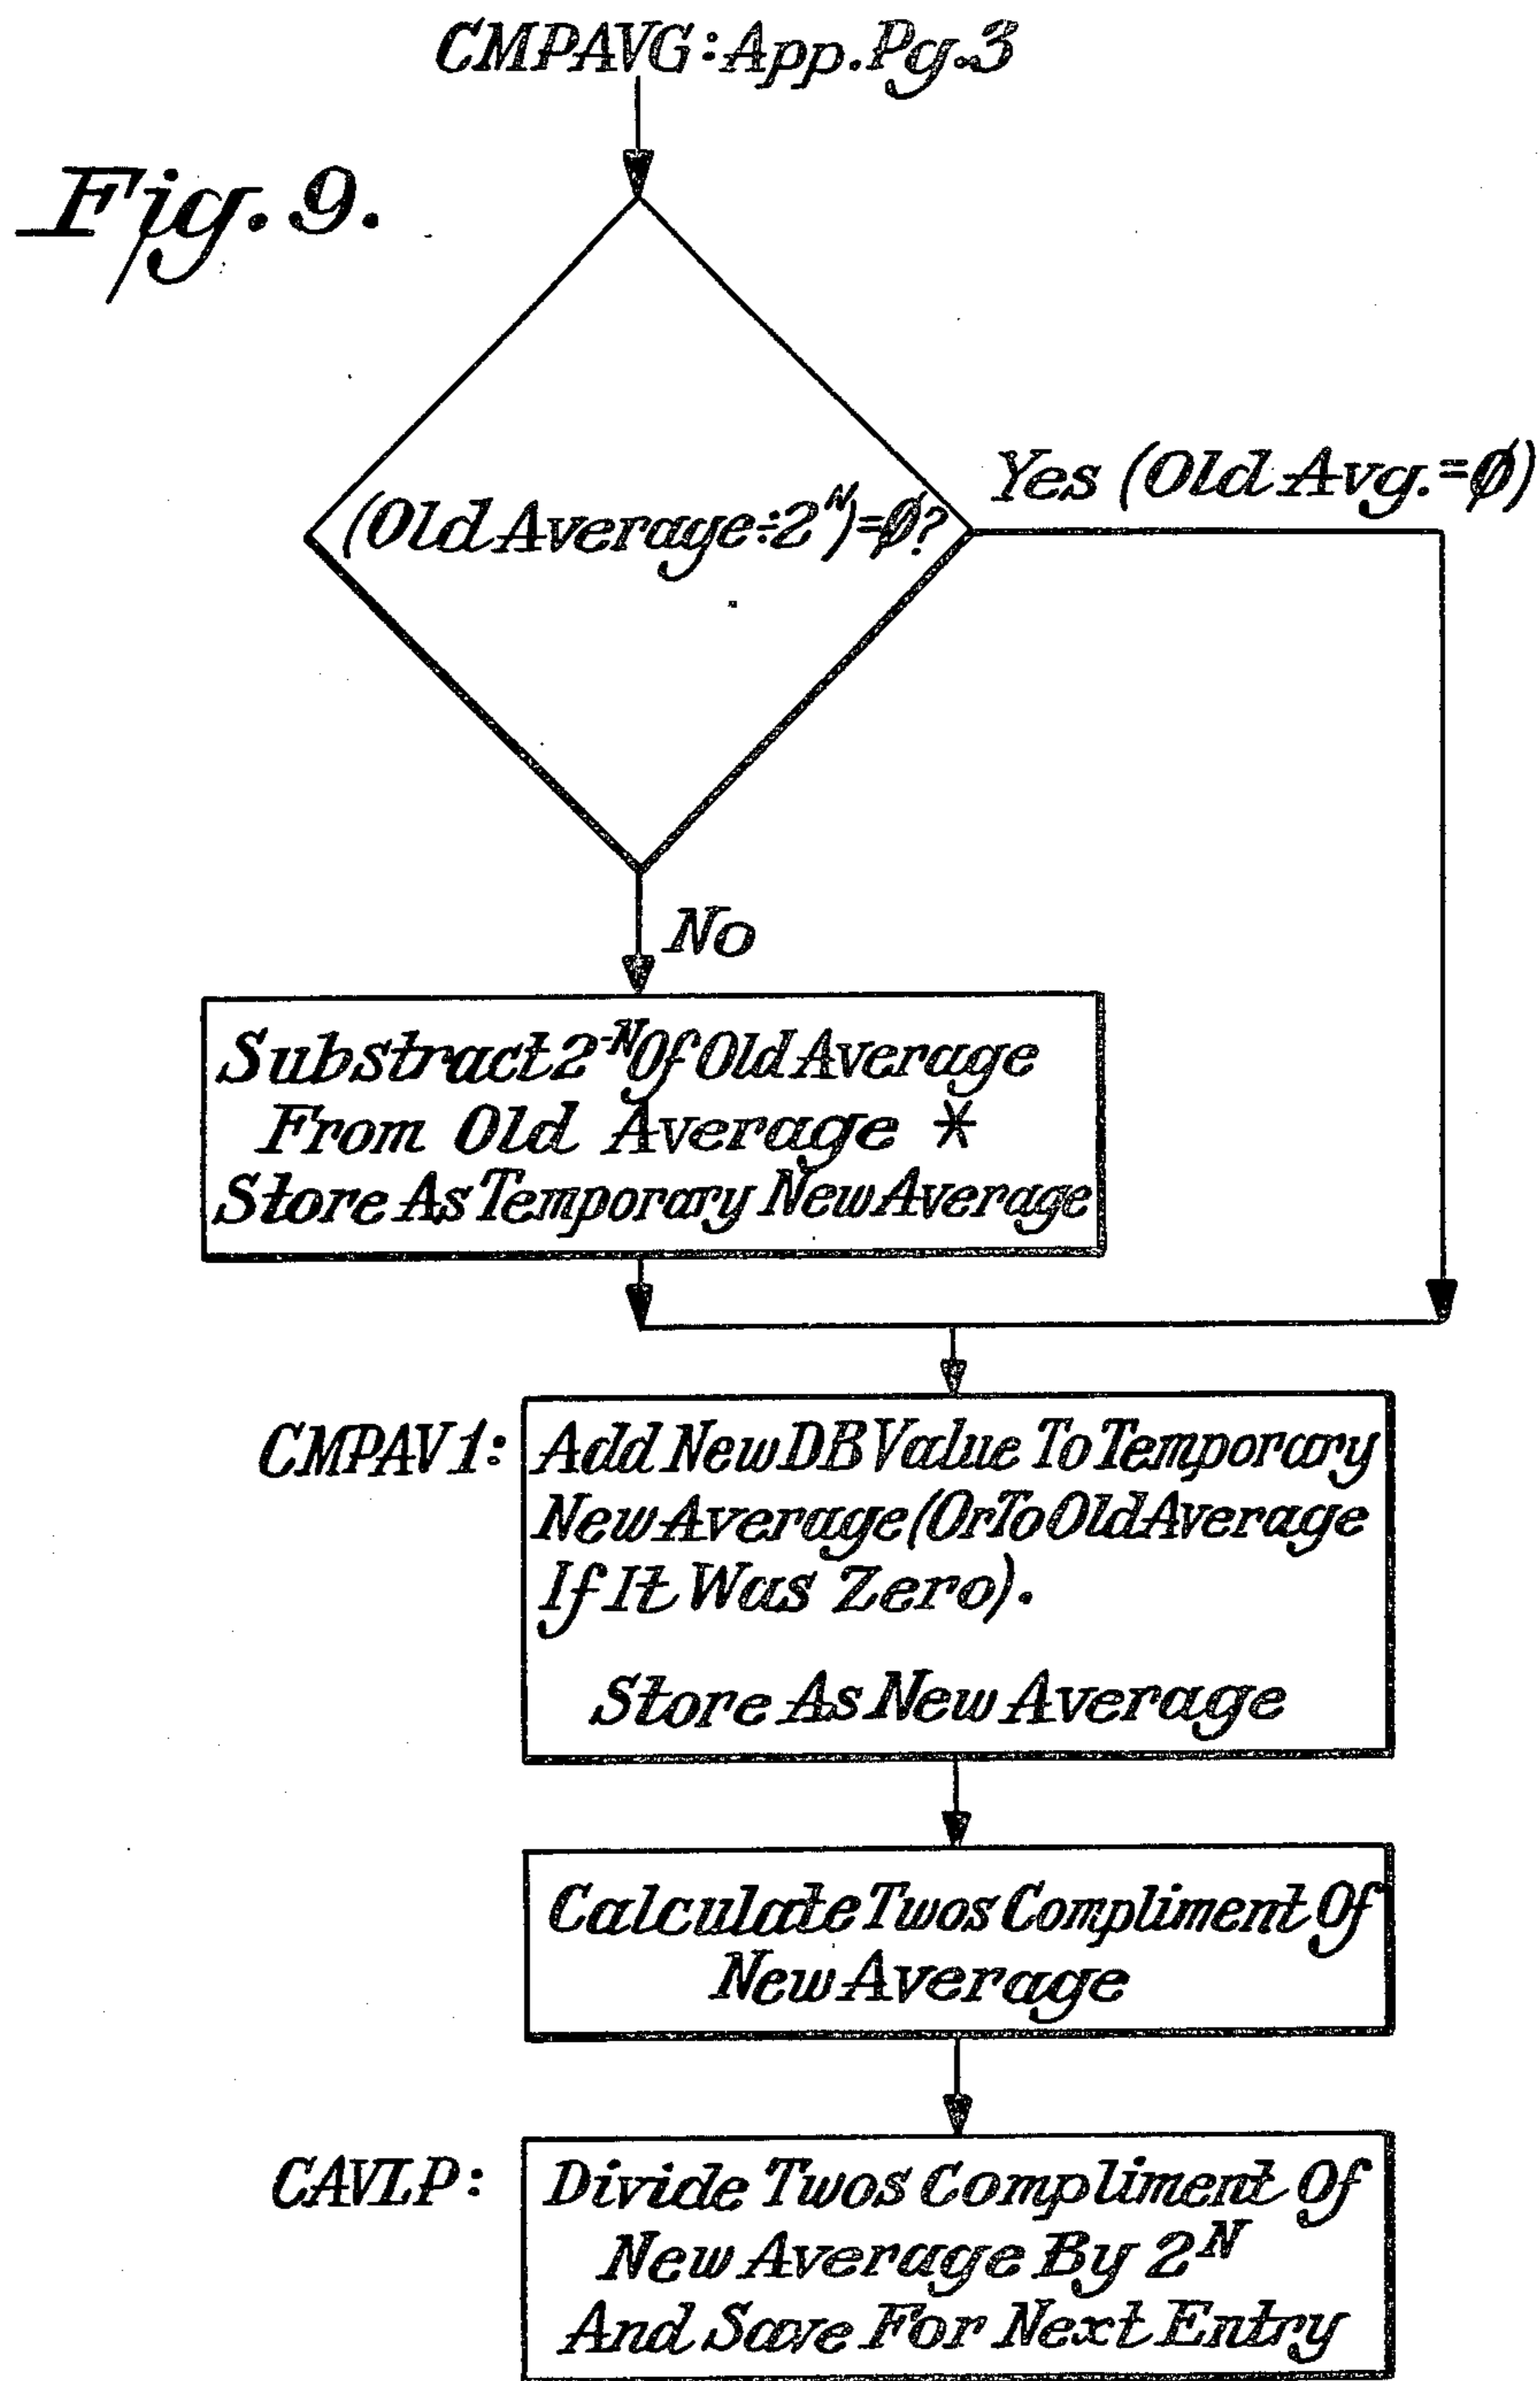 CMPAVG: App. Pg. 3
Fig. 9.
(Old Average÷2^N)=Ø?
Yes (Old Avg.=Ø)
No
Substract 2^-N Of Old Average
From Old Average *
Store As Temporary New Average
CMPAV1:
Add New DB Value To Temporary
New Average (Or To Old Average
If It Was Zero).
Store As New Average
Calculate Twos Compliment Of
New Average
CAVLP:
Divide Twos Compliment Of
New Average By 2^N
And Save For Next Entry